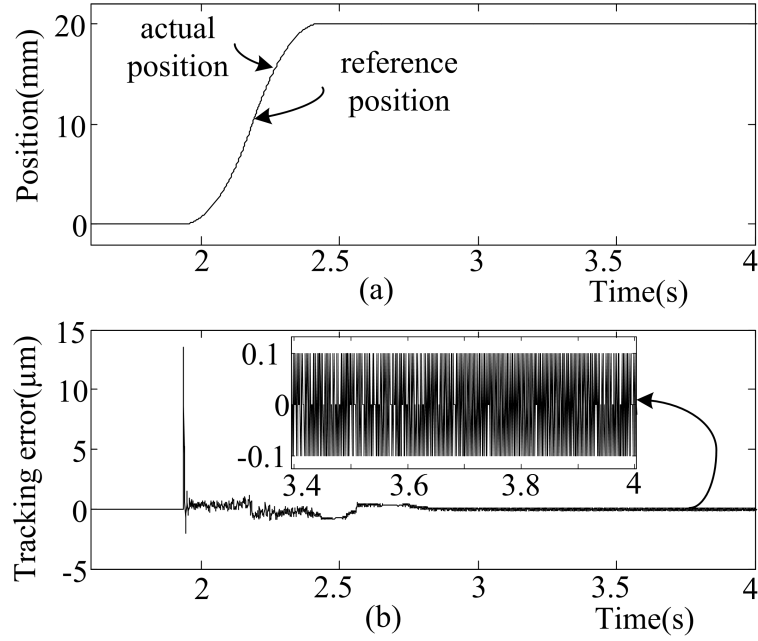 Position(mm)
20
10
0
actual
position
reference
position
2
2.5
3
3.5
4
(a)
Time(s)
Tracking error(μm)
15
10
5
0
-5
0.1
0
-0.1
3.4
3.6
3.8
4
2
2.5
3
3.5
4
(b)
Time(s)